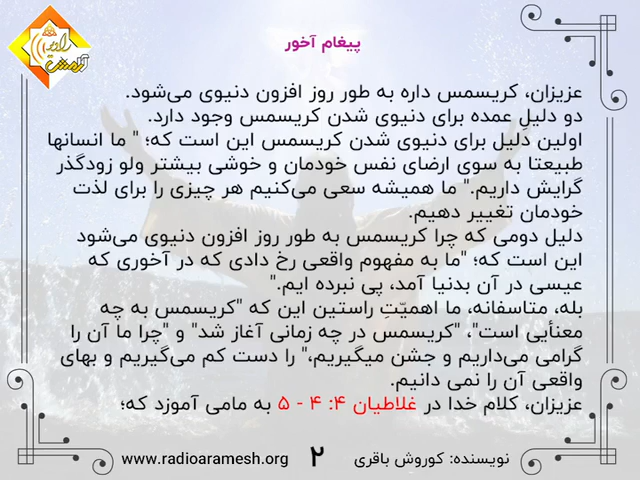 رادیو
آرامش
پیغام آخور
عزیزان، کریسمس داره به طور روز افزون دنیوی می‌شود.
دو دلیلِ عمده برای دنیوی شدن کریسمس وجود دارد.
اولین دلیل برای دنیوی شدن کریسمس این است که؛ " ما انسانها
طبیعتا به سوی ارضای نفس خودمان و خوشی بیشتر ولو زودگذر
گرایش داریم." ما همیشه سعی می‌کنیم هر چیزی را برای لذت
خودمان تغییر دهیم.
دلیل دومی که چرا کریسمس به طور روز افزون دنیوی می‌شود
این است که؛ "ما به مفهوم واقعی رخ دادی که در آخوری که
عیسی در آن بدنیا آمد، پی نبرده ایم."
بله، متاسفانه، ما اهمیّتِ راستین این که "کریسمس به چه
معنأیی است"، "کریسمس در چه زمانی آغاز شد" و "چرا ما آن را
گرامی می‌داریم و جشن میگیریم،" را دست کم می‌گیریم و بهای
واقعی آن را نمی دانیم.
عزیزان، کلام خدا در غلاطیان ۴: ۴ - ۵ به مامی آموزد که؛
نویسنده: کوروش باقری ۲ www.radioaramesh.org